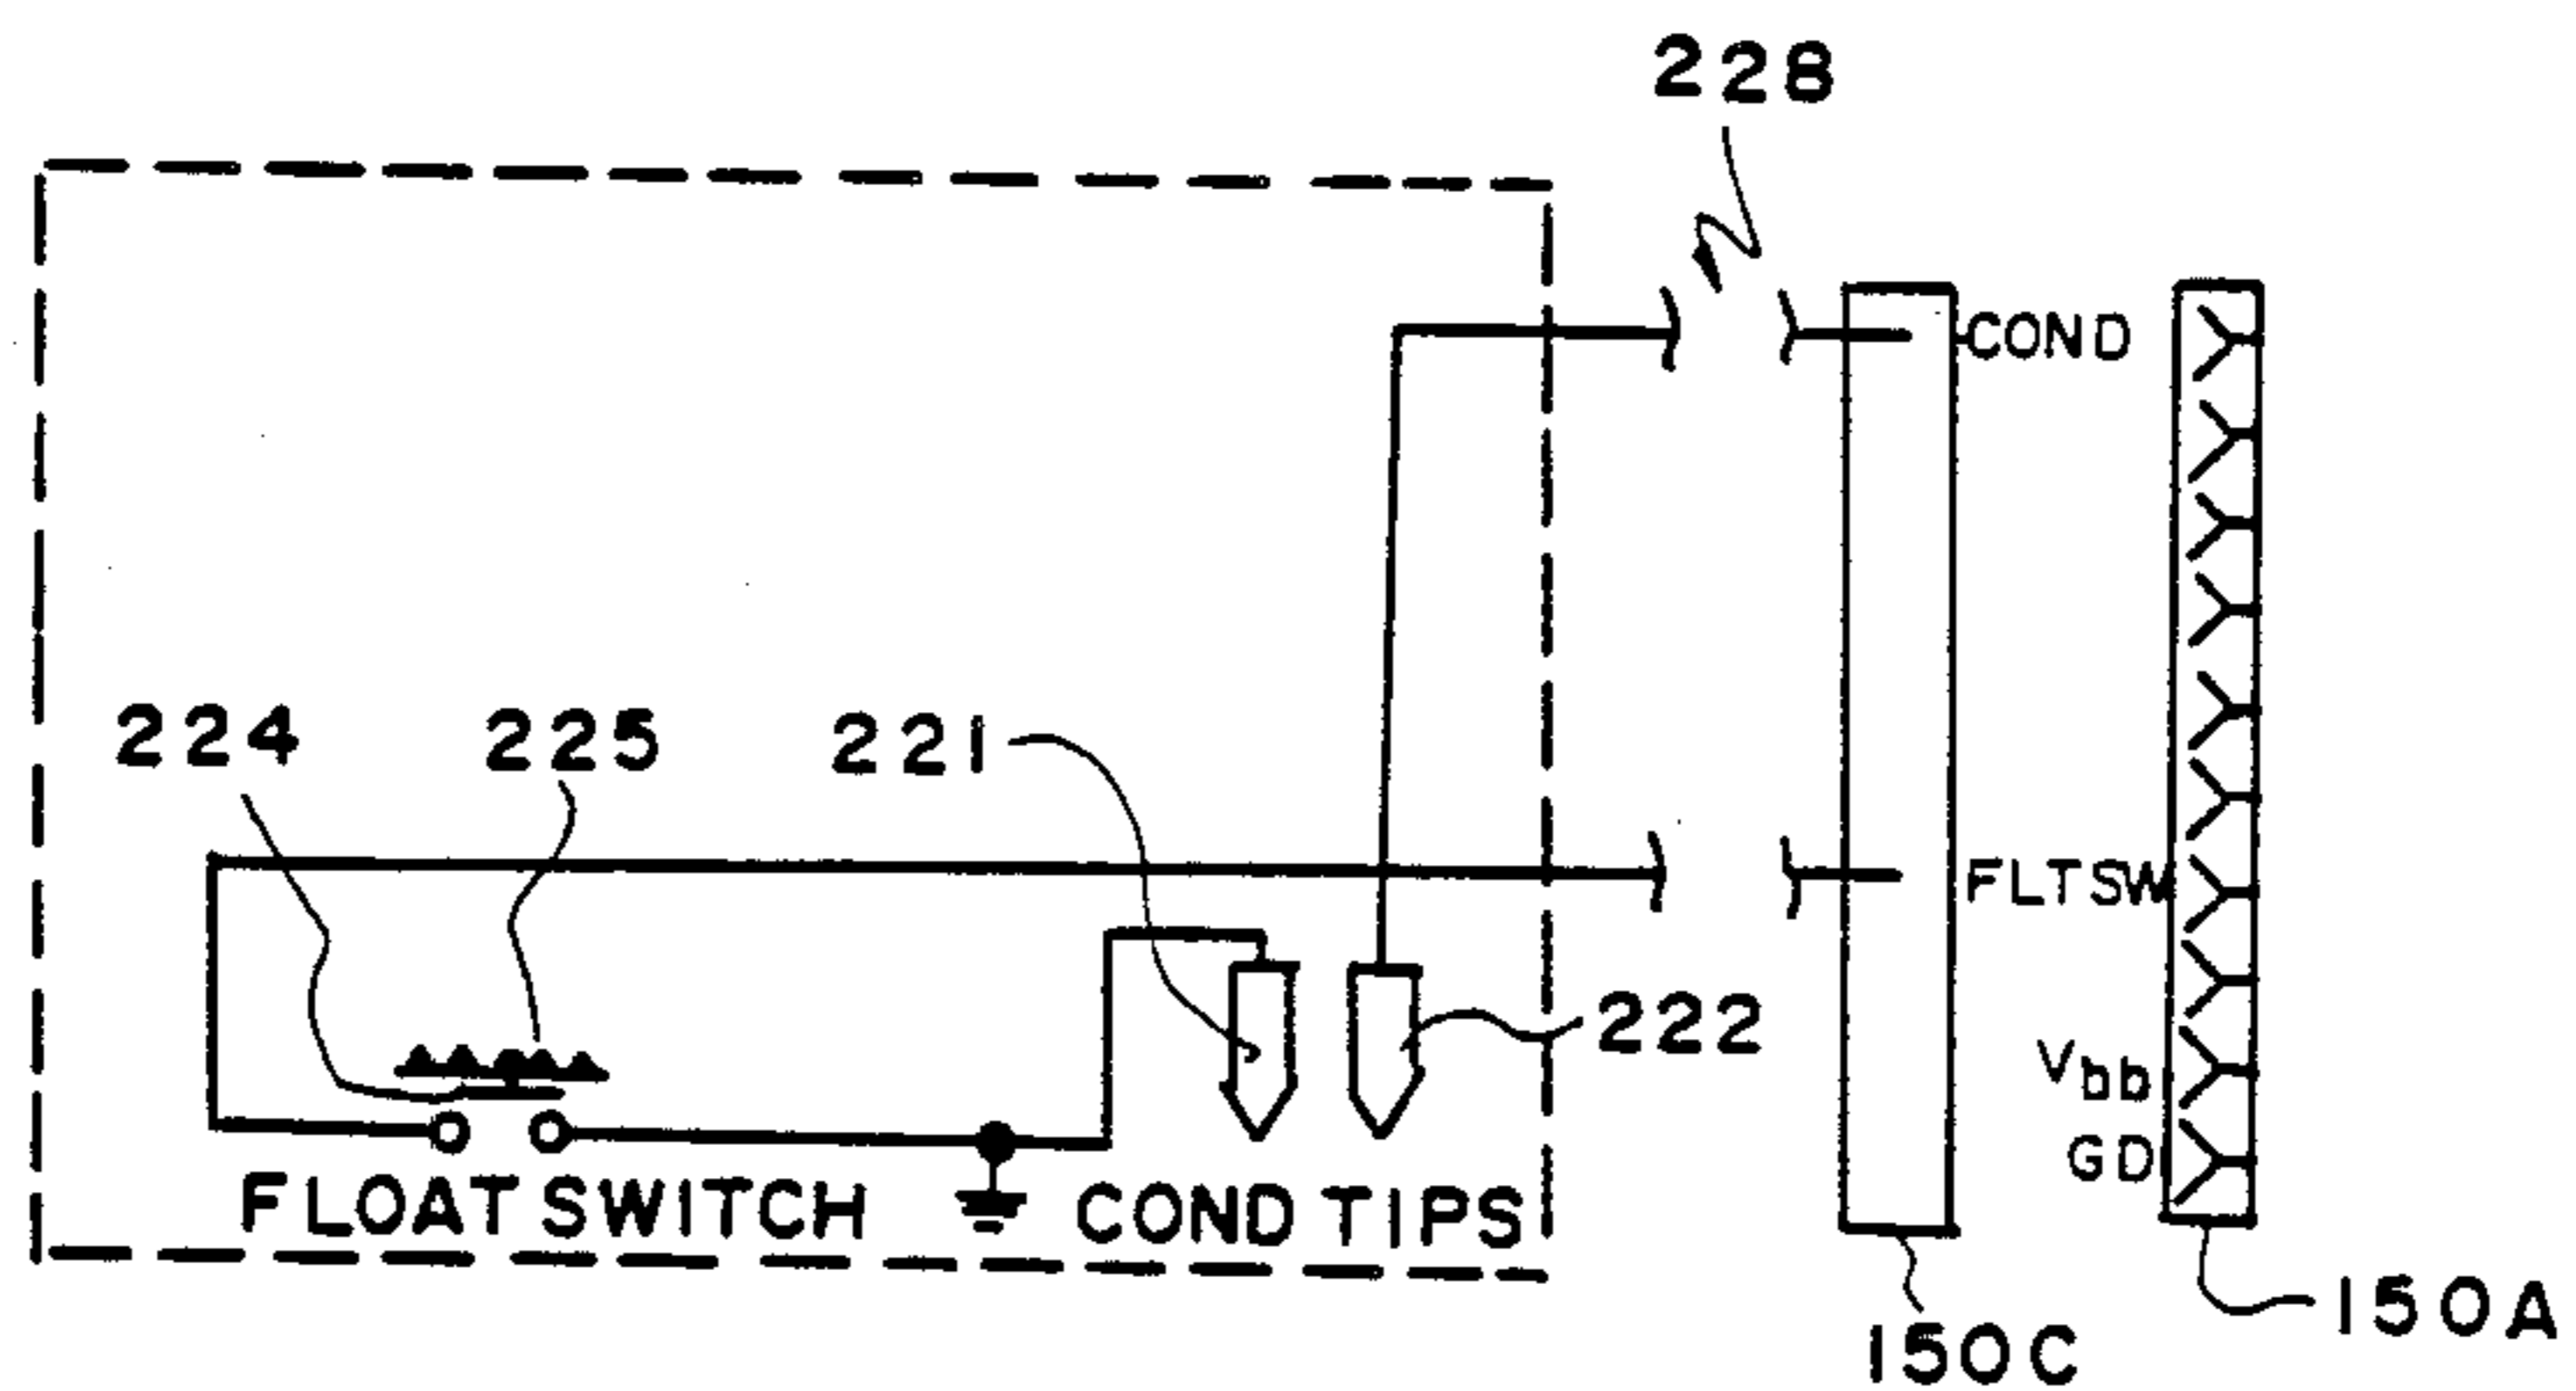 228
COND
224
225
221
FLTSW
222
Vbb
GD
FLOAT SWITCH
COND TIPS
150A
150C